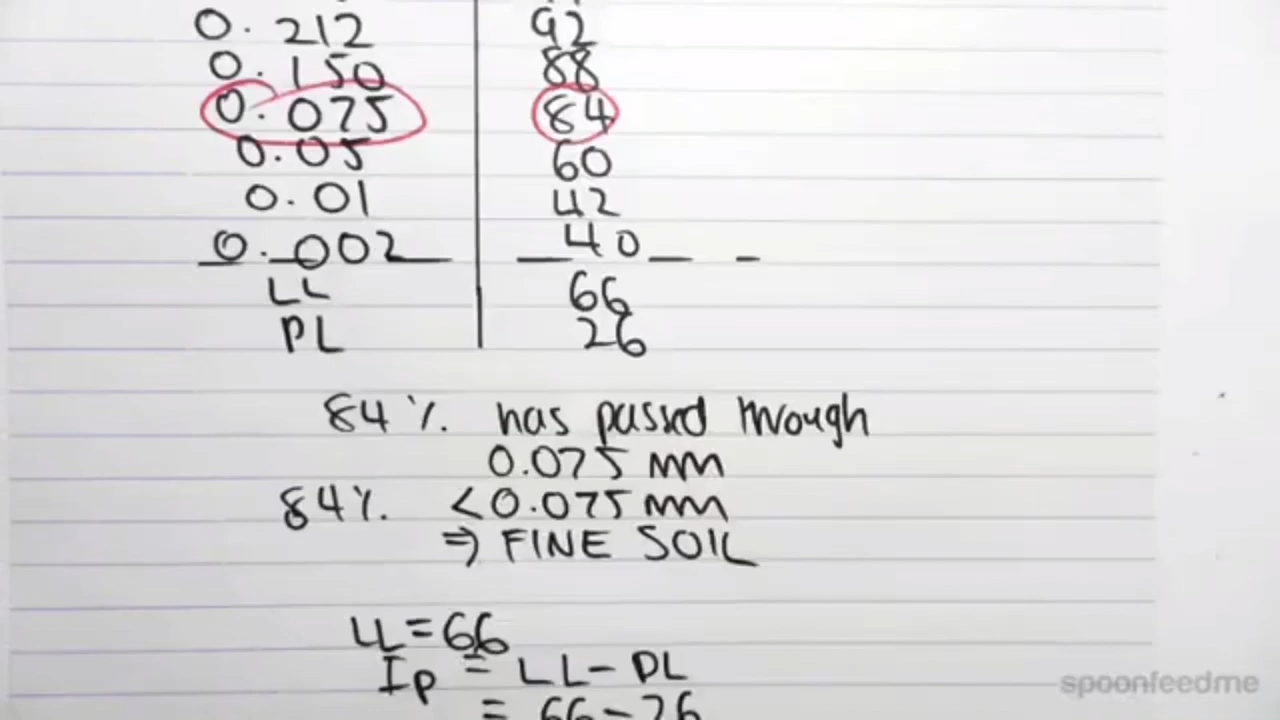 0.212 92
0.150 88
0.075 84
0.05 60
0.01 42
0.002 40
LL 66
PL 26
84 % has passed through
0.075 mm
84% <0.075 mm
⇒ FINE SOIL
LL = 66
Ip = LL - PL
= 66 - 26
spoonfeedme